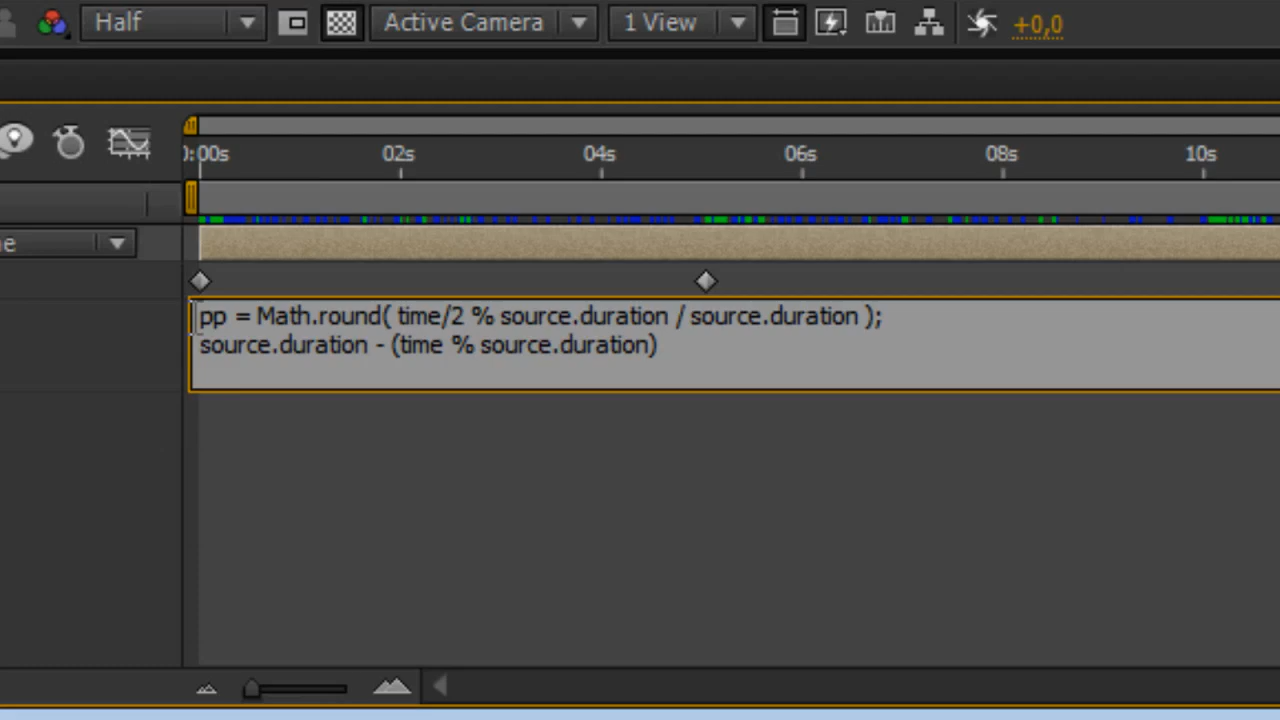 Half
Active Camera
1 View
+0,0
0:00s 02s 04s 06s 08s 10s
e
pp = Math.round( time/2 % source.duration / source.duration );
source.duration - (time % source.duration)